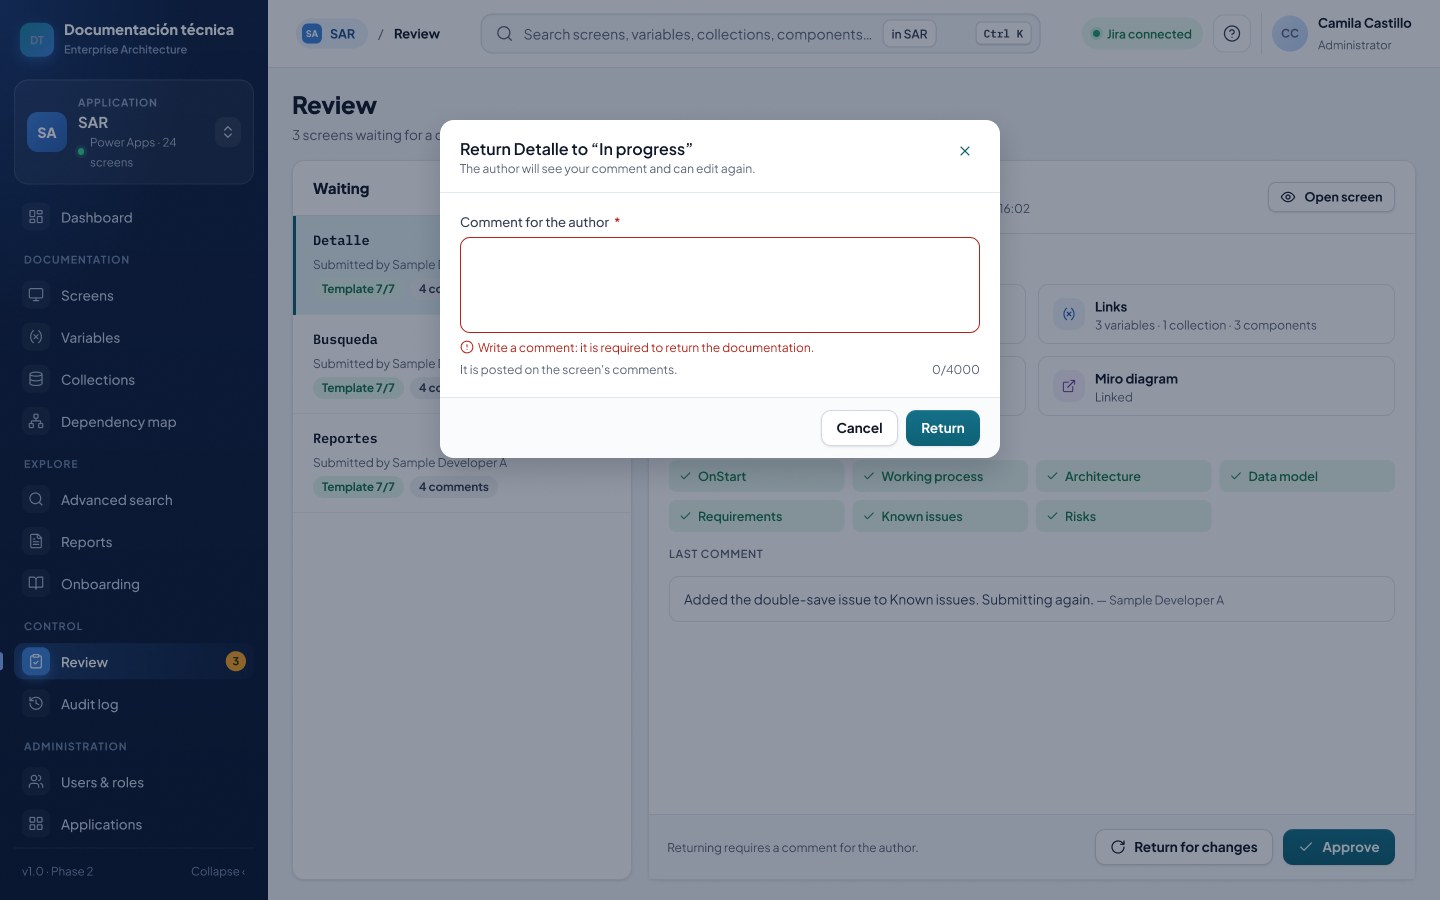 DT
Documentación técnica
Enterprise Architecture
APPLICATION
SA
SAR
Power Apps · 24
screens
Dashboard
DOCUMENTATION
Screens
Variables
Collections
Dependency map
EXPLORE
Advanced search
Reports
Onboarding
CONTROL
Review
3
Audit log
ADMINISTRATION
Users & roles
Applications
v1.0 · Phase 2
Collapse ‹
SA SAR / Review
Search screens, variables, collections, components…
in SAR
Ctrl K
Jira connected
CC
Camila Castillo
Administrator
Review
3 screens waiting for a
Waiting
Detalle
Submitted by Sample
Template 7/7
Busqueda
Submitted by Sample
Template 7/7
Reportes
Submitted by Sample Developer A
Template 7/7
4 comments
Return Detalle to “In progress”
The author will see your comment and can edit again.
Comment for the author *
Write a comment: it is required to return the documentation.
It is posted on the screen's comments.
0/4000
Cancel
Return
16:02
Open screen
Links
3 variables · 1 collection · 3 components
Miro diagram
Linked
OnStart
Working process
Architecture
Data model
Requirements
Known issues
Risks
LAST COMMENT
Added the double-save issue to Known issues. Submitting again. — Sample Developer A
Returning requires a comment for the author.
Return for changes
Approve